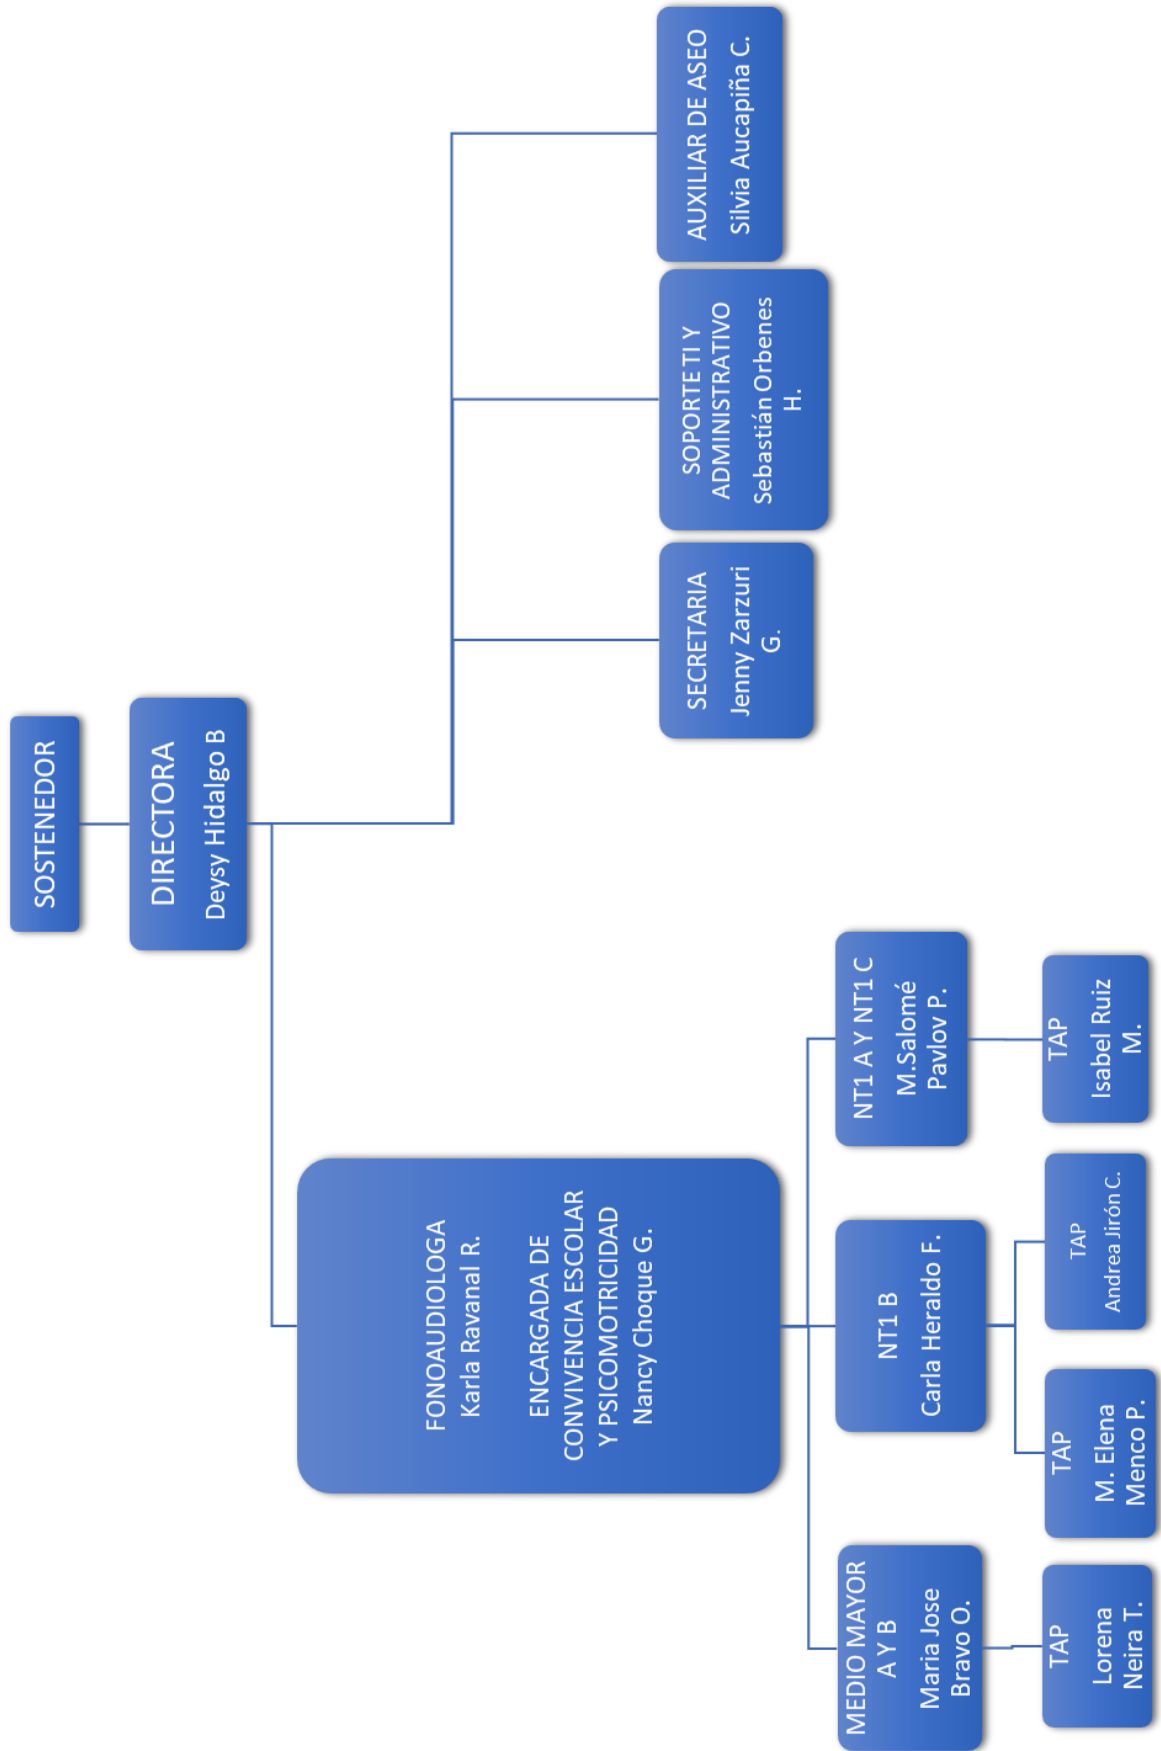 SOSTENEDOR
DIRECTORA
Deysy Hidalgo B
FONOAUDIOLOGA
Karla Ravanal R.
ENCARGADA DE
CONVIVENCIA ESCOLAR
Y PSICOMOTRICIDAD
Nancy Choque G.
SECRETARIA
Jenny Zarzuri
G.
SOPORTE TI Y
ADMINISTRATIVO
Sebastián Orbenes
H.
AUXILIAR DE ASEO
Silvia Aucapiña C.
MEDIO MAYOR
A Y B
Maria Jose
Bravo O.
NT1 B
Carla Heraldo F.
NT1 A Y NT1 C
M.Salomé
Pavlov P.
TAP
Lorena
Neira T.
TAP
M. Elena
Menco P.
TAP
Andrea Jirón C.
TAP
Isabel Ruiz
M.